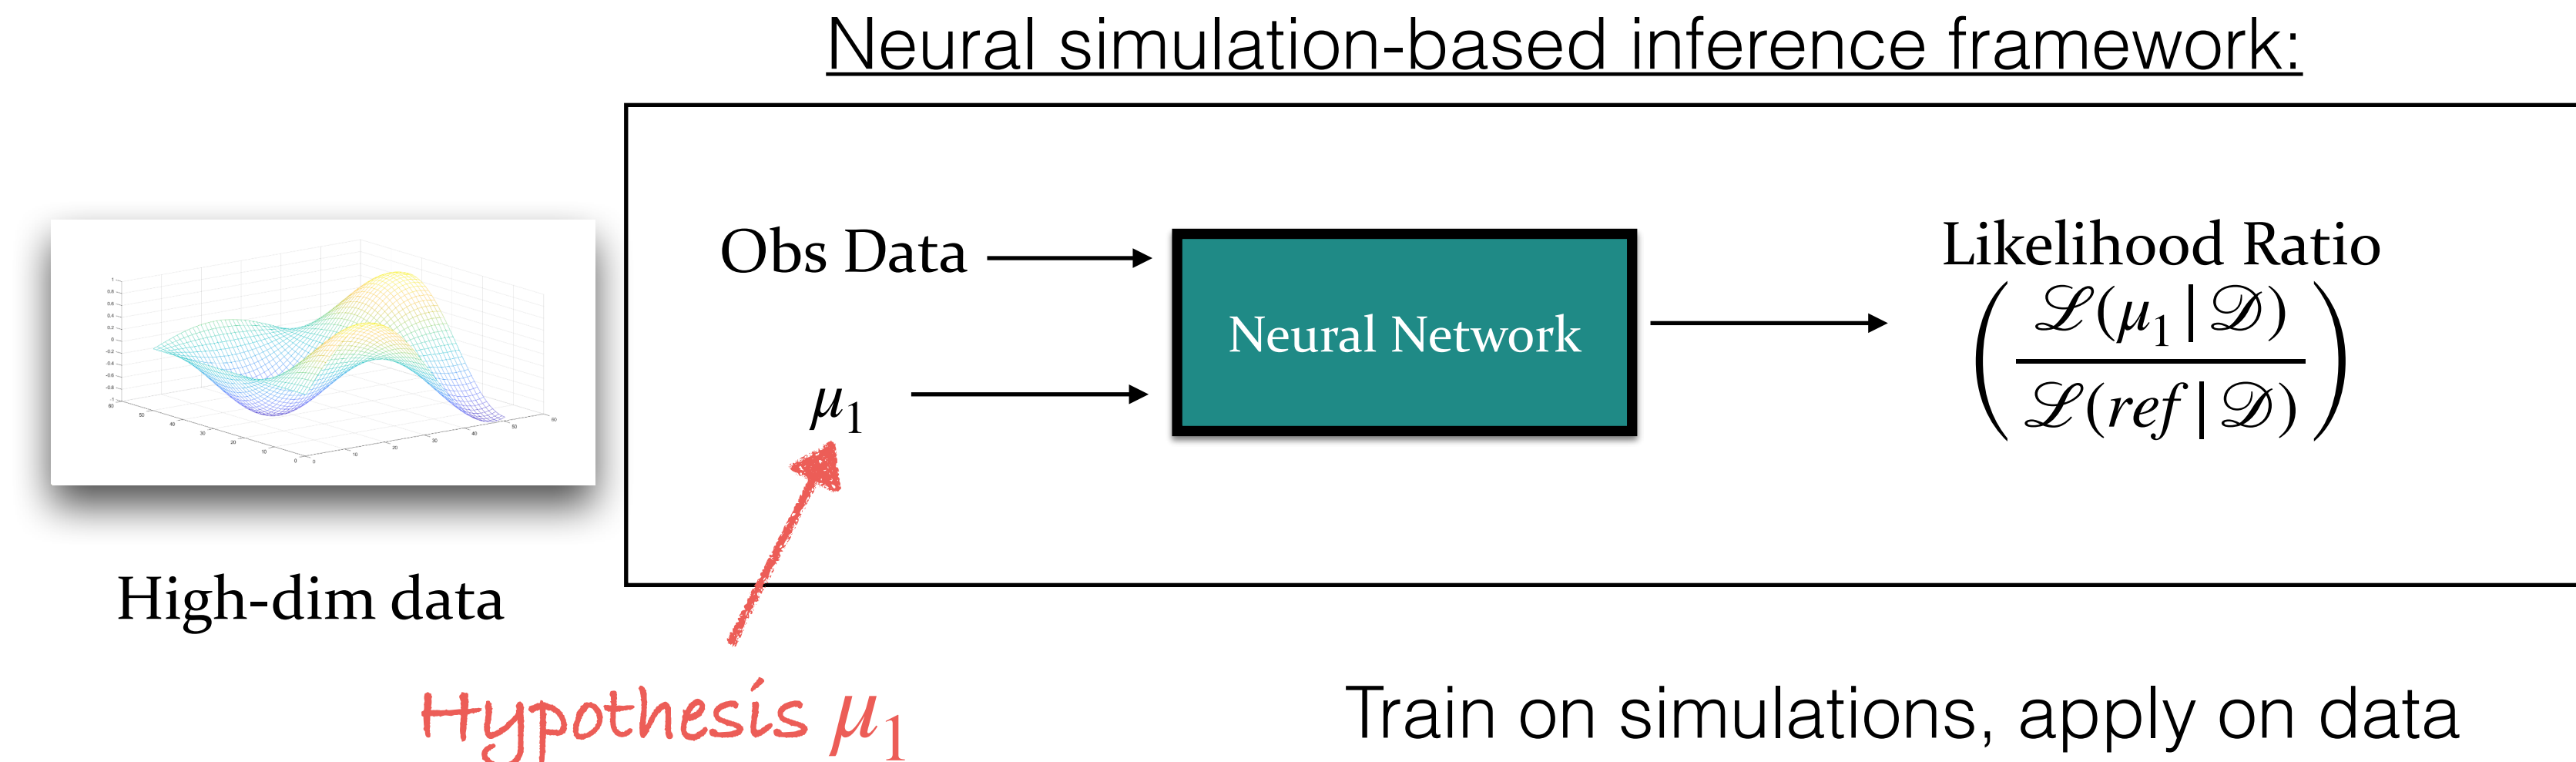 Neural simulation-based inference framework:
Obs Data
μ₁
Neural Network
Likelihood Ratio
( ℒ(μ₁|𝒟) / ℒ(ref|𝒟) )
High-dim data
Hypothesis μ₁
Train on simulations, apply on data